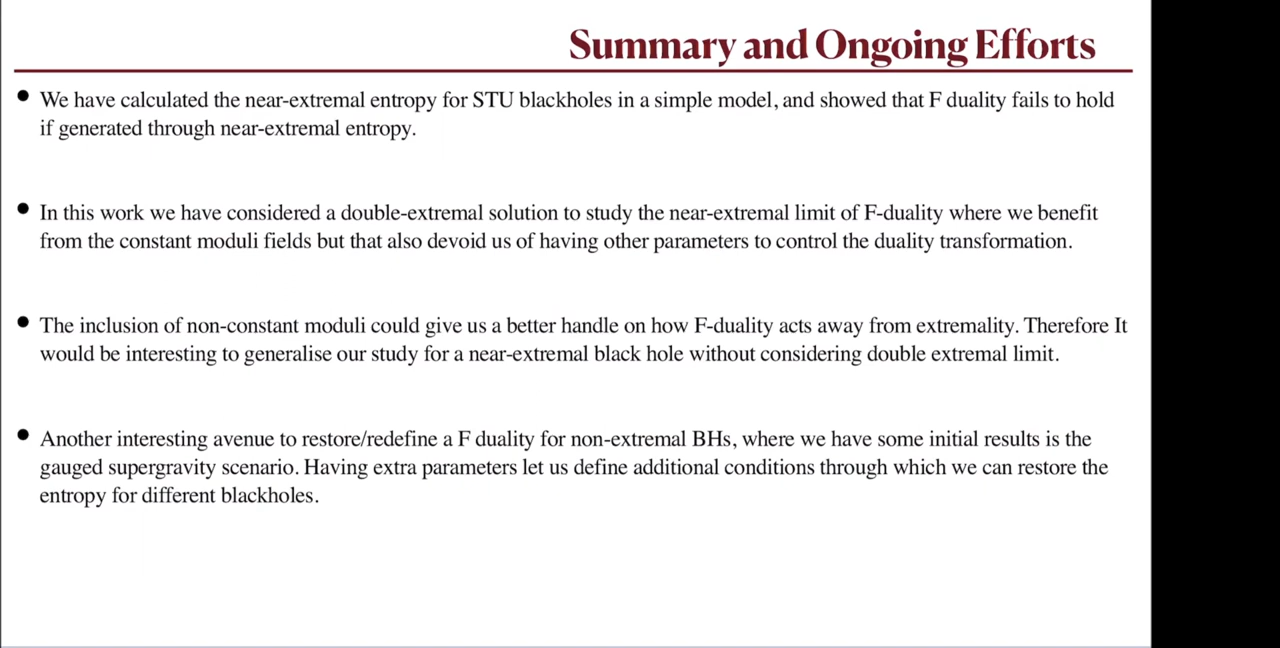 Summary and Ongoing Efforts
• We have calculated the near-extremal entropy for STU blackholes in a simple model, and showed that F duality fails to hold
if generated through near-extremal entropy.
• In this work we have considered a double-extremal solution to study the near-extremal limit of F-duality where we benefit
from the constant moduli fields but that also devoid us of having other parameters to control the duality transformation.
• The inclusion of non-constant moduli could give us a better handle on how F-duality acts away from extremality. Therefore It
would be interesting to generalise our study for a near-extremal black hole without considering double extremal limit.
• Another interesting avenue to restore/redefine a F duality for non-extremal BHs, where we have some initial results is the
gauged supergravity scenario. Having extra parameters let us define additional conditions through which we can restore the
entropy for different blackholes.